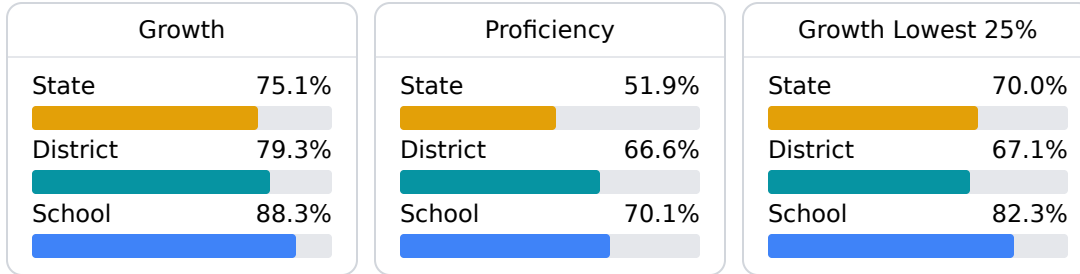 Growth
State 75.1%
District 79.3%
School 88.3%
Proficiency
State 51.9%
District 66.6%
School 70.1%
Growth Lowest 25%
State 70.0%
District 67.1%
School 82.3%